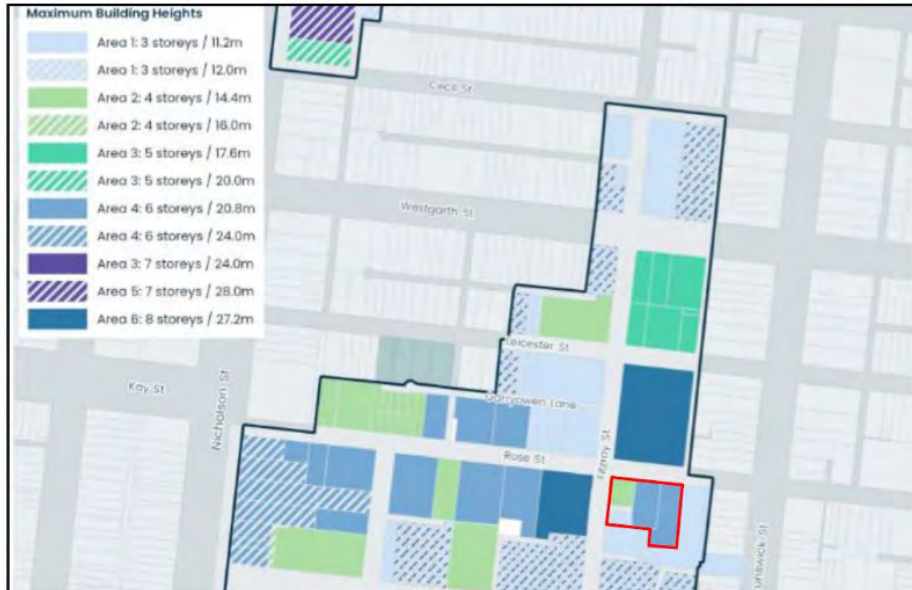 Maximum Building Heights
Area 1: 3 storeys / 11.2m
Area 1: 3 storeys / 12.0m
Area 2: 4 storeys / 14.4m
Area 2: 4 storeys / 16.0m
Area 3: 5 storeys / 17.6m
Area 3: 5 storeys / 20.0m
Area 4: 6 storeys / 20.8m
Area 4: 6 storeys / 24.0m
Area 3: 7 storeys / 24.0m
Area 5: 7 storeys / 28.0m
Area 6: 8 storeys / 27.2m
Cecil St
Westgarth St
Leicester St
Kay St
Nicholson St
Garryowen Lane
Rose St
Fitzroy St
unswick St